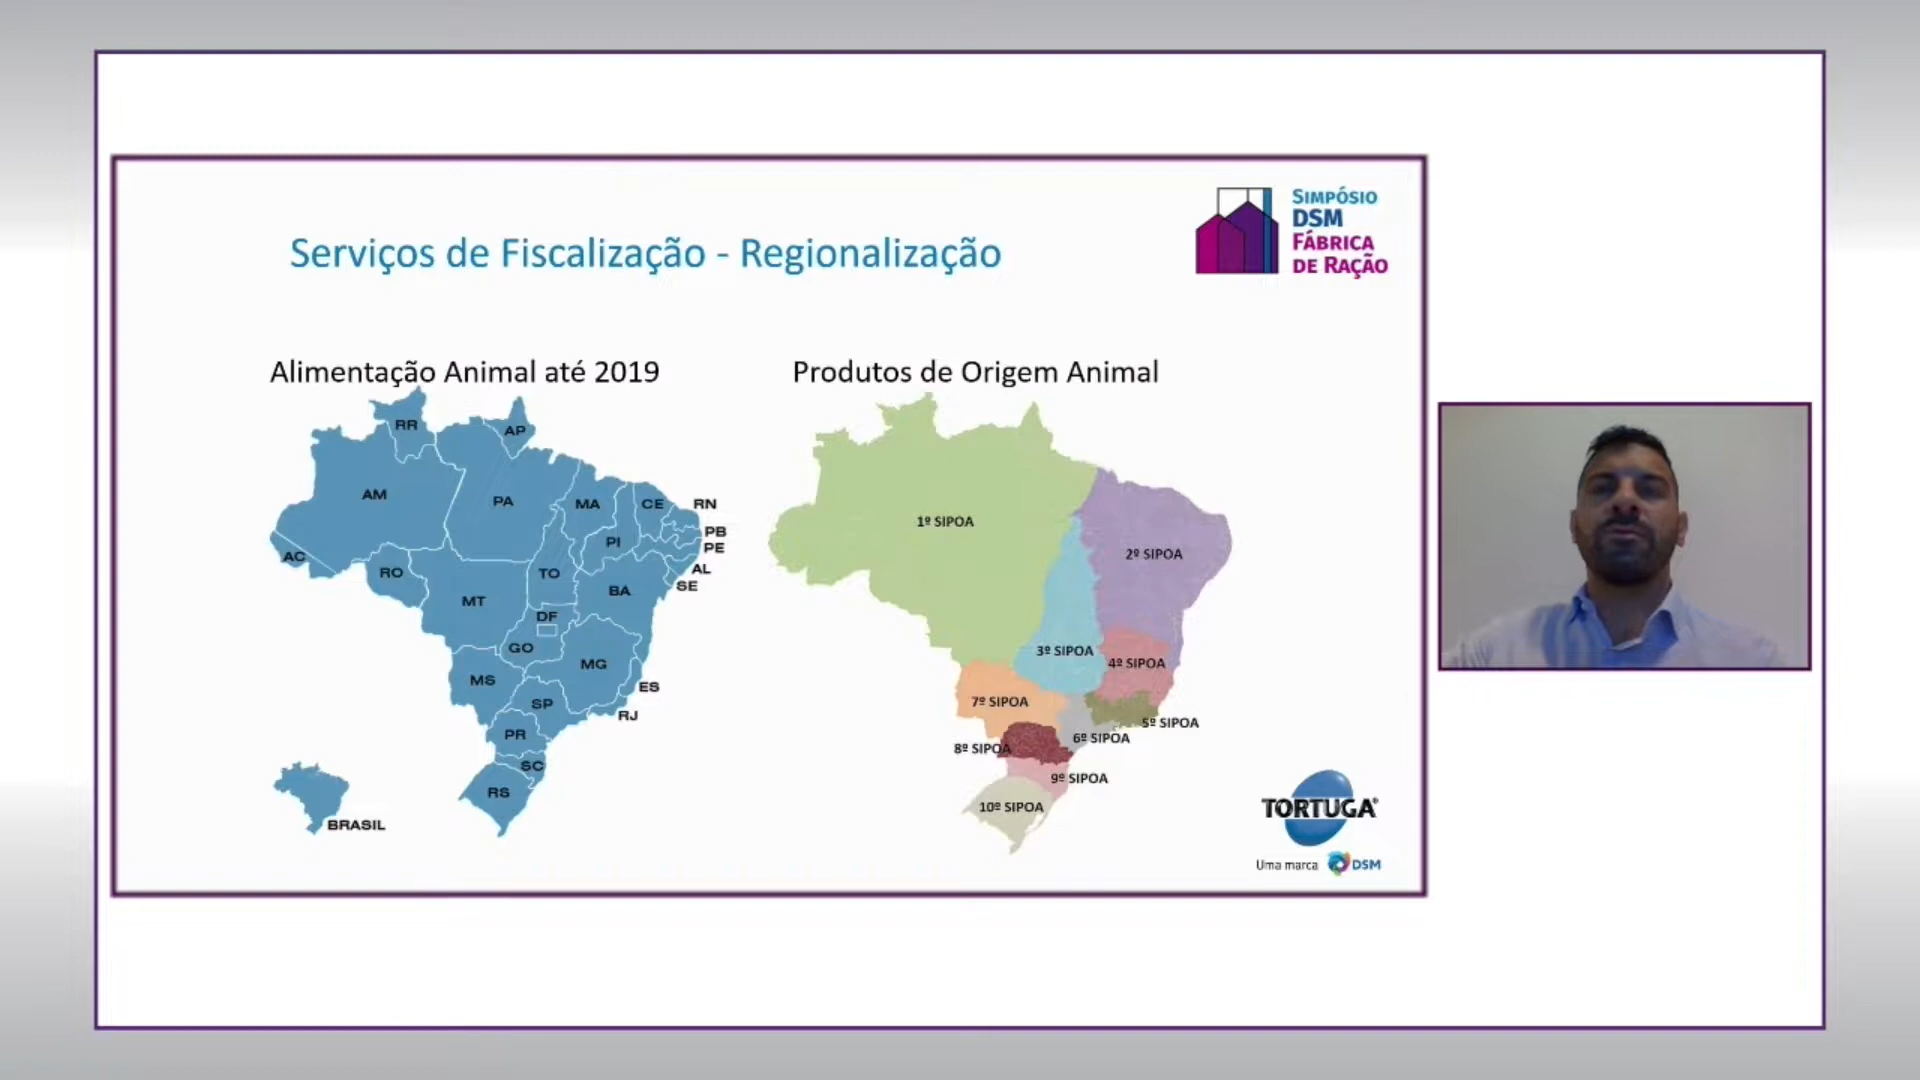 SIMPÓSIO
DSM
FÁBRICA
DE RAÇÃO
Serviços de Fiscalização - Regionalização
Alimentação Animal até 2019
RR
AP
AM
PA
MA
CE
RN
PB
PE
PI
AC
RO
TO
AL
SE
MT
BA
DF
GO
MG
MS
ES
SP
RJ
PR
SC
RS
BRASIL
Produtos de Origem Animal
1º SIPOA
2º SIPOA
3º SIPOA
4º SIPOA
7º SIPOA
5º SIPOA
6º SIPOA
8º SIPOA
9º SIPOA
10º SIPOA
TORTUGA®
Uma marca DSM